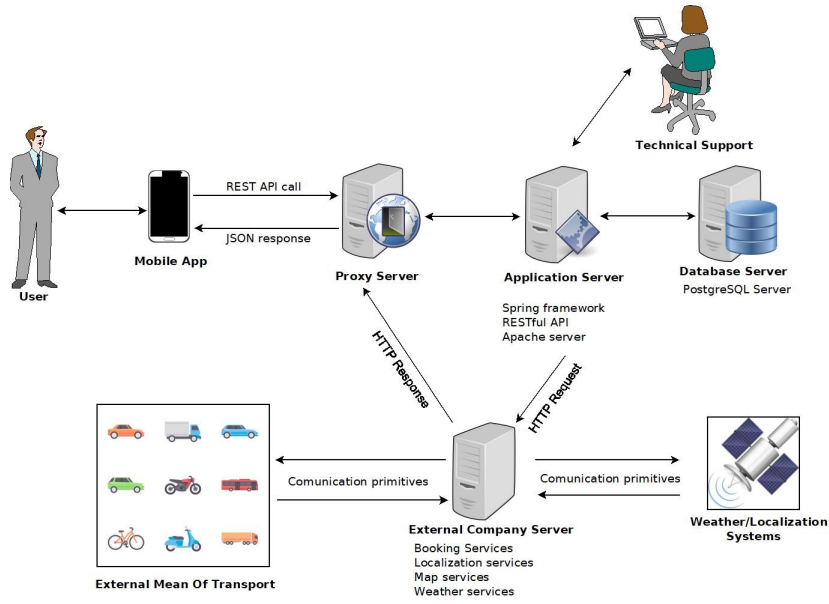 Technical Support
REST API call
JSON response
User
Mobile App
Proxy Server
Application Server
Database Server
PostgreSQL Server
Spring framework
RESTful API
Apache server
HTTP Response
HTTP Request
Comunication primitives
Comunication primitives
External Company Server
Booking Services
Localization services
Map services
Weather services
External Mean Of Transport
Weather/Localization
Systems